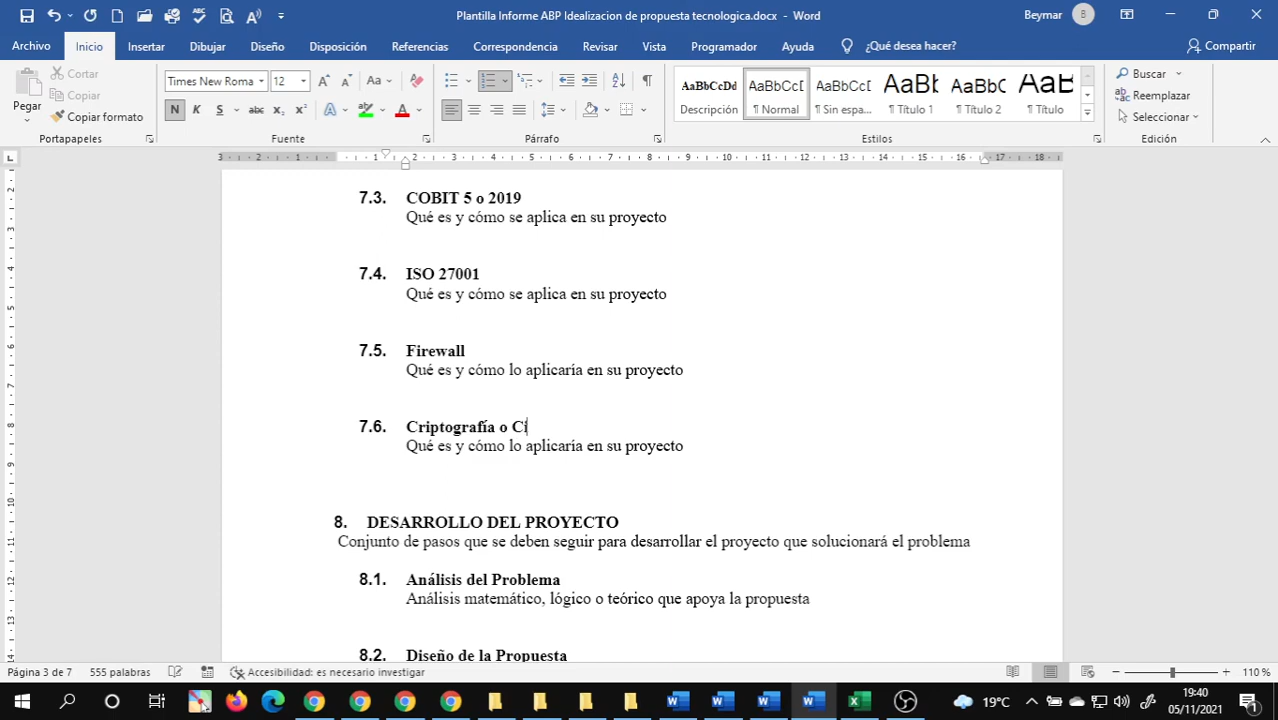 Plantilla Informe ABP Idealizacion de propuesta tecnologica.docx - Word
Beymar B
Archivo Inicio Insertar Dibujar Diseño Disposición Referencias Correspondencia Revisar Vista Programador Ayuda ¿Qué desea hacer? Compartir
Pegar
Cortar
Copiar
Copiar formato
Portapapeles
Times New Roma 12
Fuente
Párrafo
AaBbCcDd AaBbCcD AaBbCcD AaBb AaBbC AaB
Descripción ¶ Normal ¶ Sin espa... ¶ Título 1 ¶ Título 2 ¶ Título
Estilos
Buscar
Reemplazar
Seleccionar
Edición
7.3. COBIT 5 o 2019
Qué es y cómo se aplica en su proyecto
7.4. ISO 27001
Qué es y cómo se aplica en su proyecto
7.5. Firewall
Qué es y cómo lo aplicaría en su proyecto
7.6. Criptografía o Ci
Qué es y cómo lo aplicaría en su proyecto
8. DESARROLLO DEL PROYECTO
Conjunto de pasos que se deben seguir para desarrollar el proyecto que solucionará el problema
8.1. Análisis del Problema
Análisis matemático, lógico o teórico que apoya la propuesta
8.2. Diseño de la Propuesta
Página 3 de 7 555 palabras Accesibilidad: es necesario investigar 110 %
19°C 19:40
05/11/2021